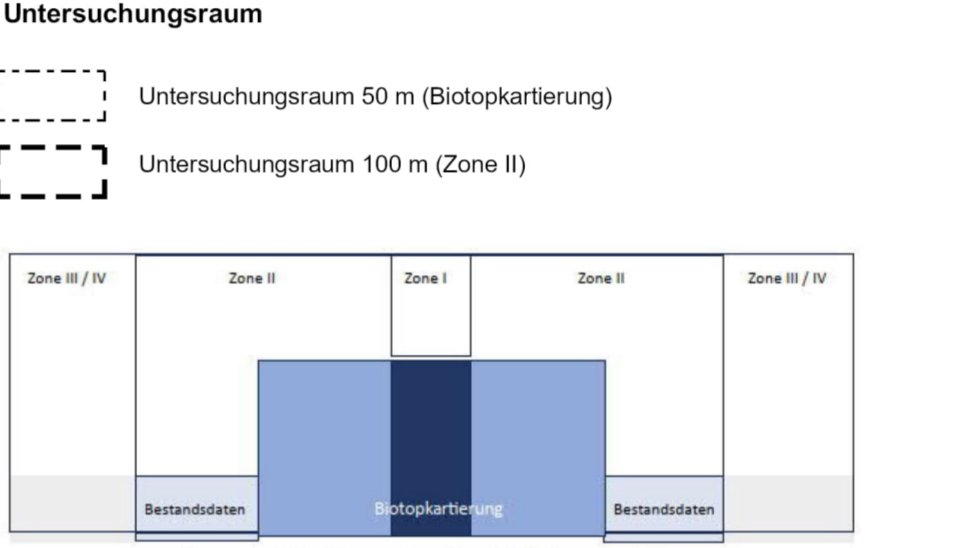 Untersuchungsraum
Untersuchungsraum 50 m (Biotopkartierung)
Untersuchungsraum 100 m (Zone II)
Zone III / IV Zone II Zone I Zone II Zone III / IV
Bestandsdaten Biotopkartierung Bestandsdaten